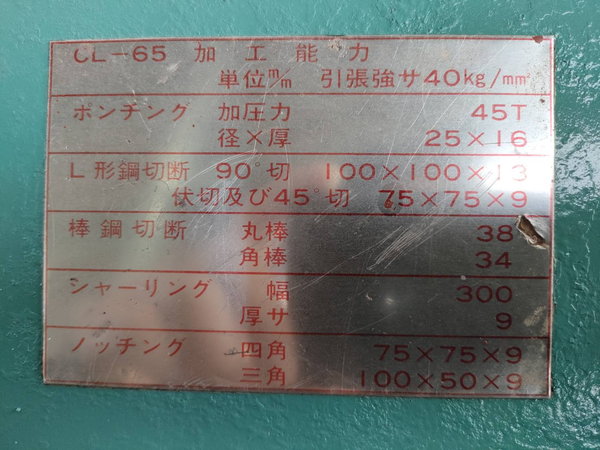 CL-65 加工能力
単位m/m 引張強サ40kg/mm²
ポンチング 加圧力 45T
径×厚 25×16
L形鋼切断 90°切 100×100×13
伏切及び45°切 75×75×9
棒鋼切断 丸棒 38
角棒 34
シャーリング 幅 300
厚サ 9
ノッチング 四角 75×75×9
三角 100×50×9